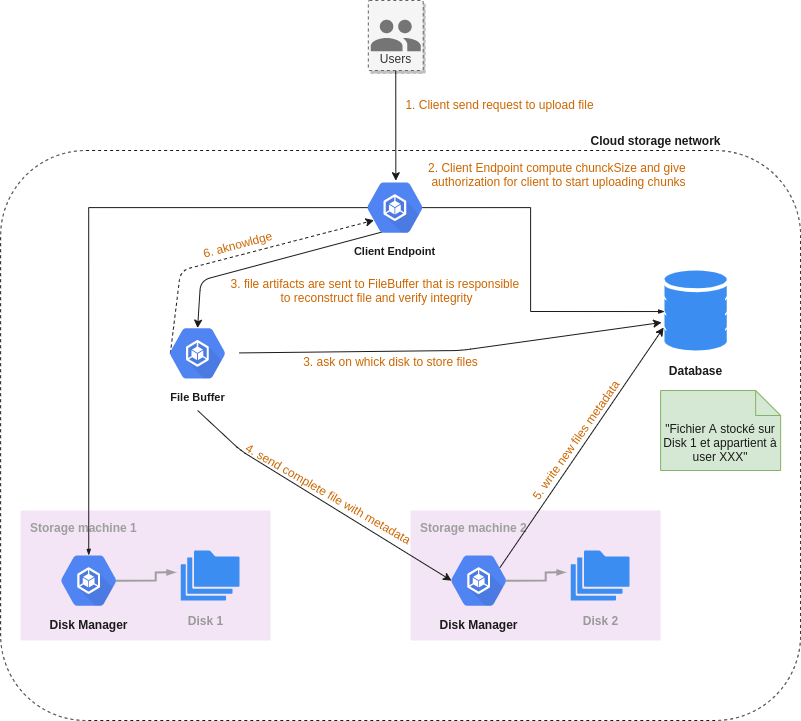 Users
1. Client send request to upload file
Cloud storage network
2. Client Endpoint compute chunckSize and give
authorization for client to start uploading chunks
Client Endpoint
6. aknowldge
3. file artifacts are sent to FileBuffer that is responsible
to reconstruct file and verify integrity
3. ask on whick disk to store files
File Buffer
Database
"Fichier A stocké sur
Disk 1 et appartient à
user XXX"
4. send complete file with metadata
5. write new files metadata
Storage machine 1
Disk Manager
Disk 1
Storage machine 2
Disk Manager
Disk 2